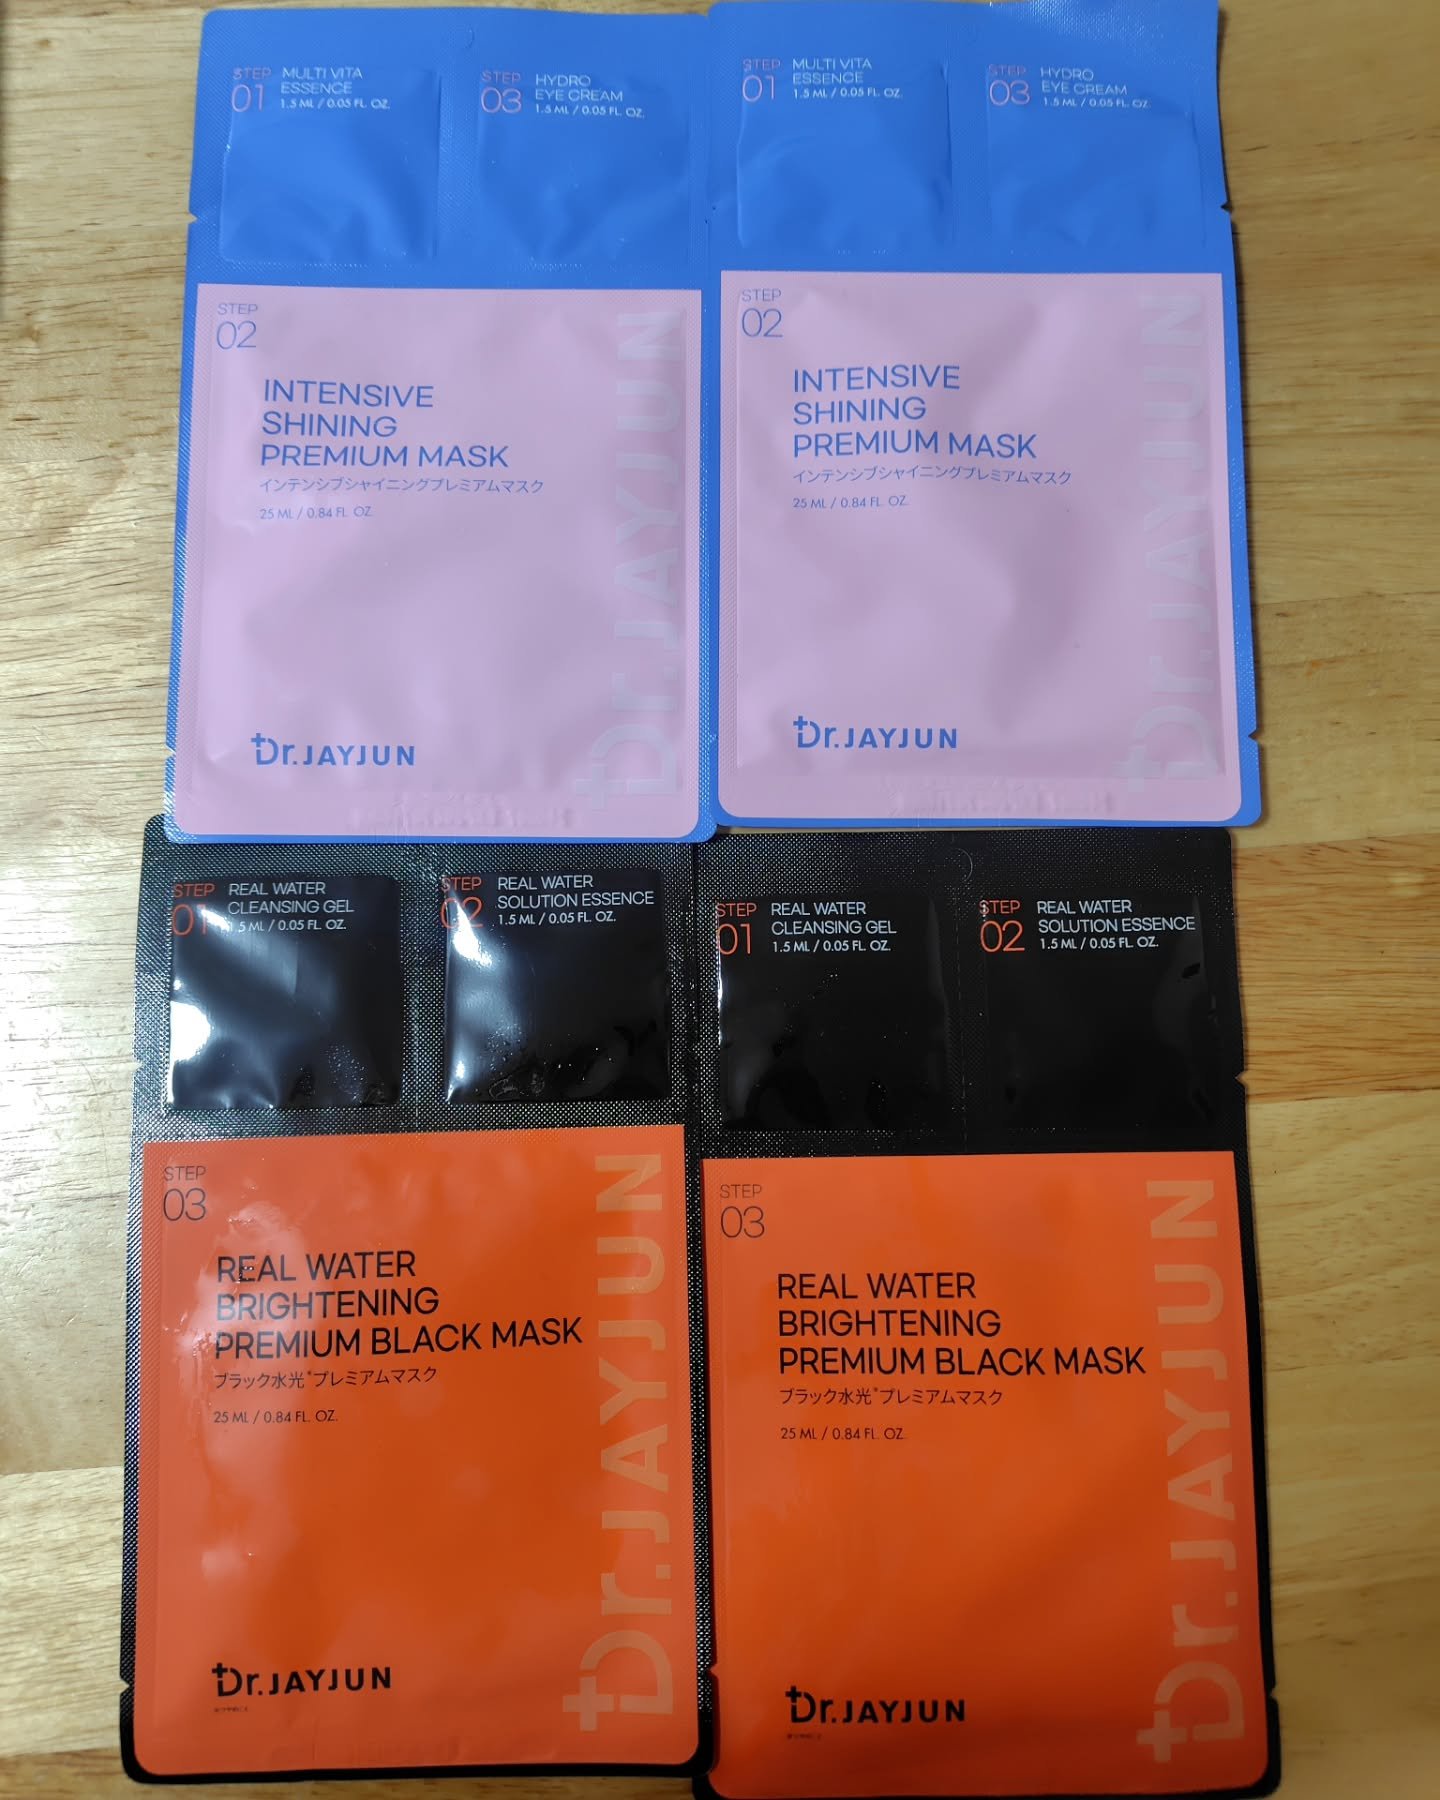 STEP
01
MULTI VITA
ESSENCE
1.5 ML / 0.05 FL. OZ.
STEP
03
HYDRO
EYE CREAM
1.5 ML / 0.05 FL. OZ.
STEP
02
INTENSIVE
SHINING
PREMIUM MASK
インテンシブシャイニングプレミアムマスク
25 ML / 0.84 FL. OZ.
Dr.JAYJUN
Dr.JAYJUN
STEP
01
MULTI VITA
ESSENCE
1.5 ML / 0.05 FL. OZ.
STEP
03
HYDRO
EYE CREAM
1.5 ML / 0.05 FL. OZ.
STEP
02
INTENSIVE
SHINING
PREMIUM MASK
インテンシブシャイニングプレミアムマスク
25 ML / 0.84 FL. OZ.
Dr.JAYJUN
Dr.JAYJUN
STEP
01
REAL WATER
CLEANSING GEL
1.5 ML / 0.05 FL. OZ.
STEP
02
REAL WATER
SOLUTION ESSENCE
1.5 ML / 0.05 FL. OZ.
STEP
03
REAL WATER
BRIGHTENING
PREMIUM BLACK MASK
ブラック水光*プレミアムマスク
25 ML / 0.84 FL. OZ.
Dr.JAYJUN
Dr.JAYJUN
STEP
01
REAL WATER
CLEANSING GEL
1.5 ML / 0.05 FL. OZ.
STEP
02
REAL WATER
SOLUTION ESSENCE
1.5 ML / 0.05 FL. OZ.
STEP
03
REAL WATER
BRIGHTENING
PREMIUM BLACK MASK
ブラック水光*プレミアムマスク
25 ML / 0.84 FL. OZ.
Dr.JAYJUN
Dr.JAYJUN